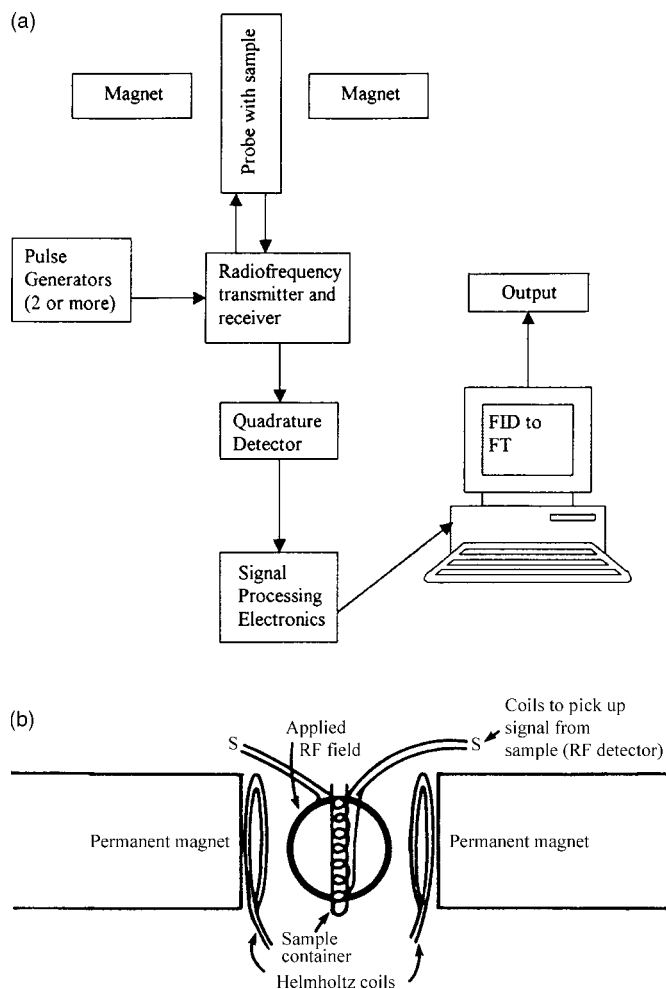 (a)
Magnet
Probe with sample
Magnet
Pulse
Generators
(2 or more)
Radiofrequency
transmitter and
receiver
Output
Quadrature
Detector
FID to
FT
Signal
Processing
Electronics
(b)
Applied
RF field
Coils to pick up
signal from
sample (RF detector)
S
S
Permanent magnet
Permanent magnet
Sample
container
Helmholtz coils